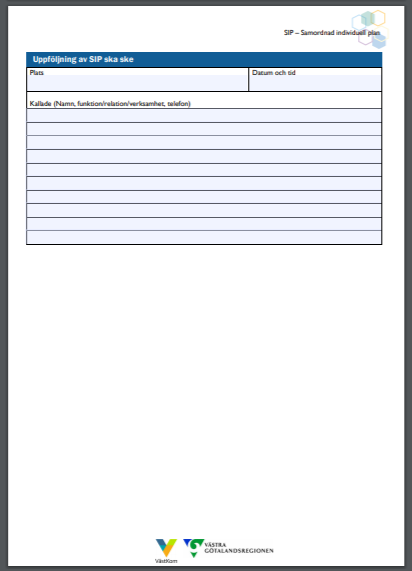 SIP – Samordnad individuell plan
Uppföljning av SIP ska ske
Plats
Datum och tid
Kallade (Namn, funktion/relation/verksamhet, telefon)
VästKom
VÄSTRA
GÖTALANDSREGIONEN